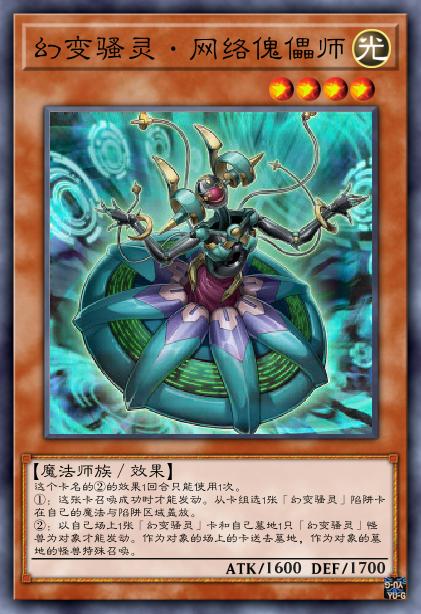 幻变骚灵·网络傀儡师
光
【魔法师族/效果】
这个卡名的②的效果1回合只能使用1次。
①:这张卡召唤成功时才能发动。从卡组选1张「幻变骚灵」陷阱卡
在自己的魔法与陷阱区域盖放。
②:以自己场上1张「幻变骚灵」卡和自己墓地1只「幻变骚灵」怪
兽为对象才能发动。作为对象的场上的卡送去墓地,作为对象的墓
地的怪兽特殊召唤。
ATK/1600 DEF/1700